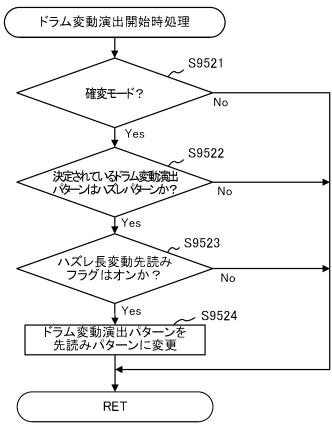 ドラム変動演出開始時処理
S9521
確変モード？
No
Yes
S9522
決定されているドラム変動演出
パターンはハズレパターンか？
No
Yes
S9523
ハズレ長変動先読み
フラグはオンか？
No
Yes
S9524
ドラム変動演出パターンを
先読みパターンに変更
RET